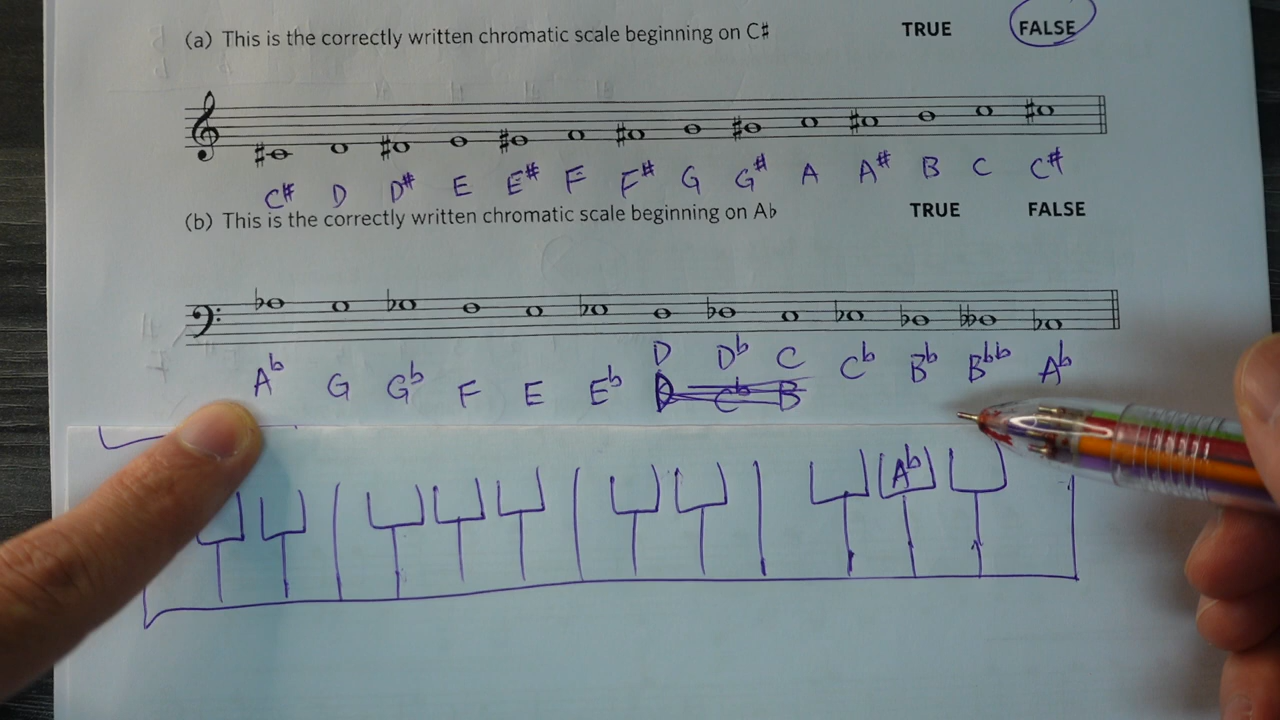 (a) This is the correctly written chromatic scale beginning on C♯ TRUE FALSE
C# D D# E E# F F# G G# A A# B C C#
(b) This is the correctly written chromatic scale beginning on A♭ TRUE FALSE
D D♭ C
A♭ G G♭ F E E♭ D C♭ B C♭ B♭ B♭♭ A♭
A♭